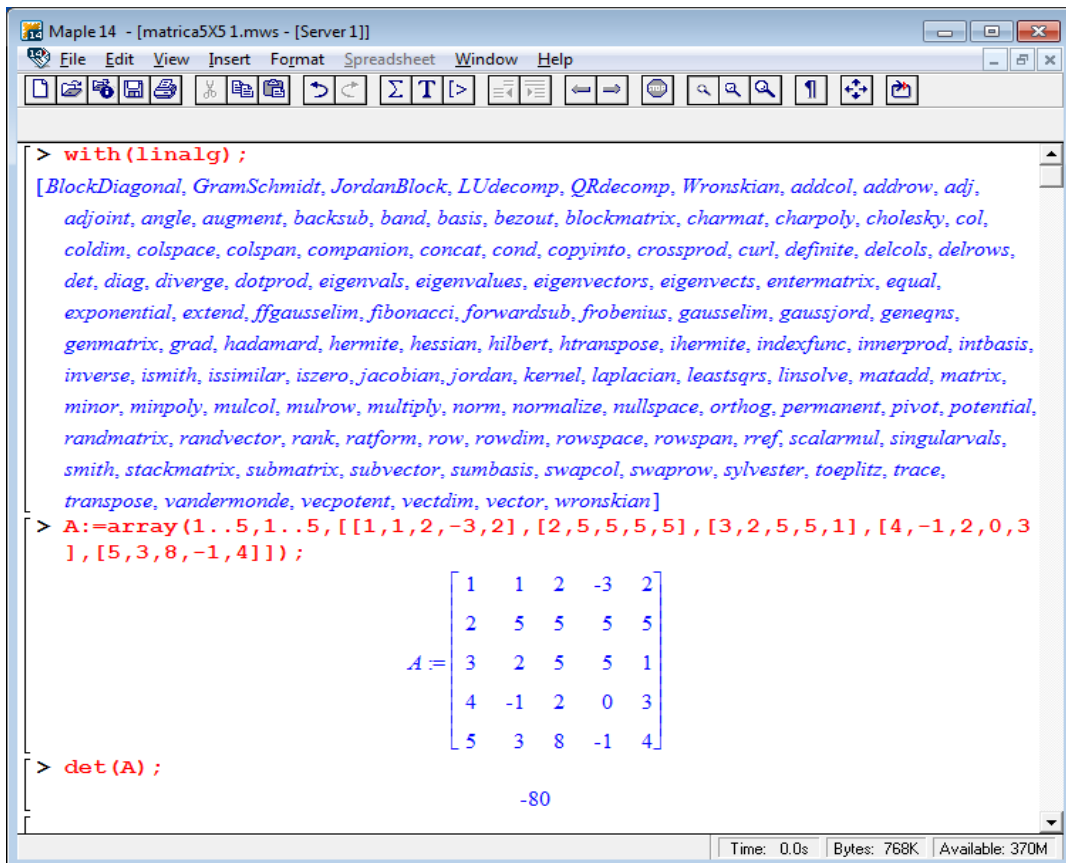 Maple 14 - [matrica5X5 1.mws - [Server 1]]
File Edit View Insert Format Spreadsheet Window Help
Σ T [> STOP ¶
> with(linalg);
[BlockDiagonal, GramSchmidt, JordanBlock, LUdecomp, QRdecomp, Wronskian, addcol, addrow, adj,
adjoint, angle, augment, backsub, band, basis, bezout, blockmatrix, charmat, charpoly, cholesky, col,
coldim, colspace, colspan, companion, concat, cond, copyinto, crossprod, curl, definite, delcols, delrows,
det, diag, diverge, dotprod, eigenvals, eigenvalues, eigenvectors, eigenvects, entermatrix, equal,
exponential, extend, ffgausselim, fibonacci, forwardsub, frobenius, gausselim, gaussjord, geneqns,
genmatrix, grad, hadamard, hermite, hessian, hilbert, htranspose, ihermite, indexfunc, innerprod, intbasis,
inverse, ismith, issimilar, iszero, jacobian, jordan, kernel, laplacian, leastsqrs, linsolve, matadd, matrix,
minor, minpoly, mulcol, mulrow, multiply, norm, normalize, nullspace, orthog, permanent, pivot, potential,
randmatrix, randvector, rank, ratform, row, rowdim, rowspace, rowspan, rref, scalarmul, singularvals,
smith, stackmatrix, submatrix, subvector, sumbasis, swapcol, swaprow, sylvester, toeplitz, trace,
transpose, vandermonde, vecpotent, vectdim, vector, wronskian]
> A:=array(1..5,1..5,[[1,1,2,-3,2],[2,5,5,5,5],[3,2,5,5,1],[4,-1,2,0,3
],[5,3,8,-1,4]]);
1 1 2 -3 2
2 5 5 5 5
A := 3 2 5 5 1
4 -1 2 0 3
5 3 8 -1 4
> det(A);
-80
Time: 0.0s Bytes: 768K Available: 370M